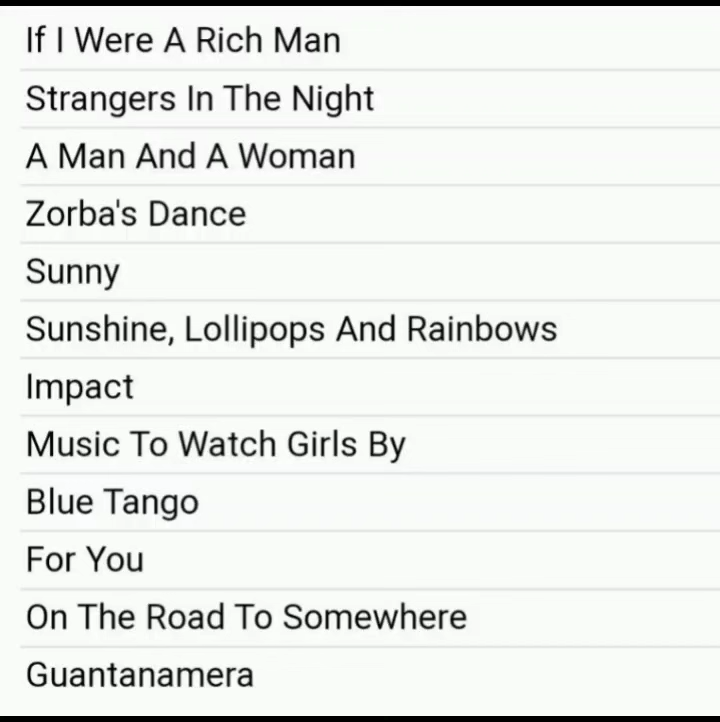 If I Were A Rich Man
Strangers In The Night
A Man And A Woman
Zorba's Dance
Sunny
Sunshine, Lollipops And Rainbows
Impact
Music To Watch Girls By
Blue Tango
For You
On The Road To Somewhere
Guantanamera